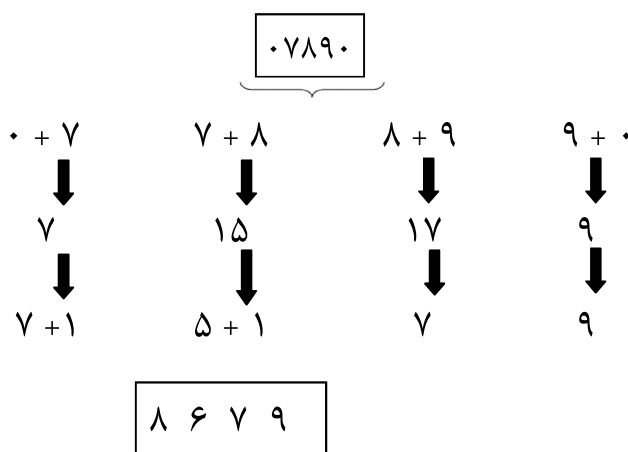 ۰۷۸۹۰
۰ + ۷ ۷ + ۸ ۸ + ۹ ۹ + ۰
۷ ۱۵ ۱۷ ۹
۷ +۱ ۵ + ۱ ۷ ۹
۸ ۶ ۷ ۹